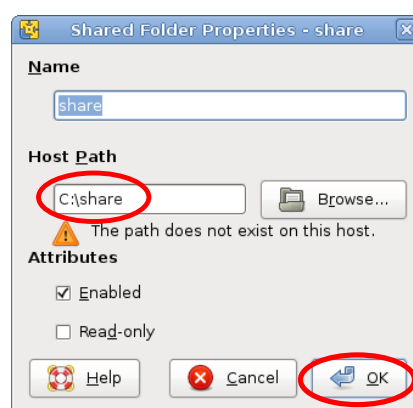 Shared Folder Properties - share
Name
share
Host Path
C:\share
Browse...
The path does not exist on this host.
Attributes
Enabled
Read-only
Help
Cancel
OK